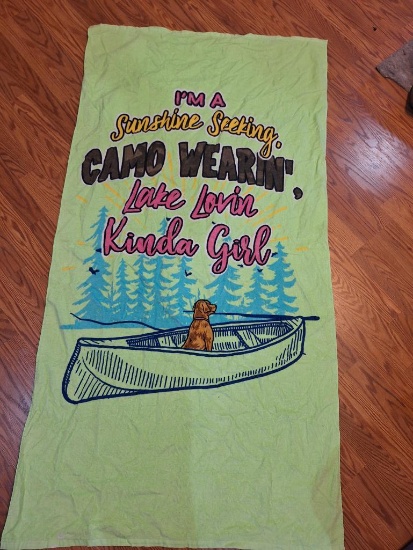 I'M A
Sunshine Seeking,
CAMO WEARIN',
Lake Lovin
Kinda Girl